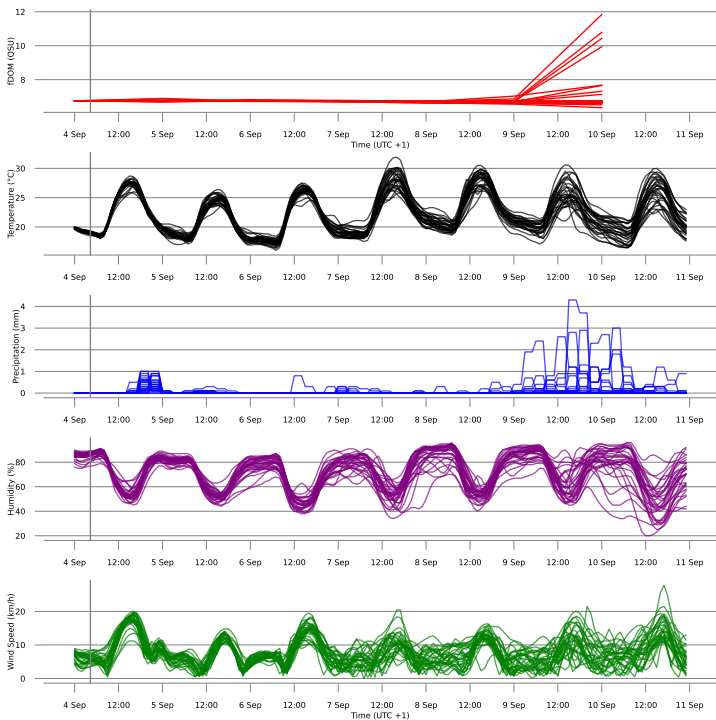 12
10
8
fDOM (QSU)
4 Sep 12:00 5 Sep 12:00 6 Sep 12:00 7 Sep 12:00 8 Sep 12:00 9 Sep 12:00 10 Sep 12:00 11 Sep
Time (UTC +1)
30
25
20
Temperature (°C)
4 Sep 12:00 5 Sep 12:00 6 Sep 12:00 7 Sep 12:00 8 Sep 12:00 9 Sep 12:00 10 Sep 12:00 11 Sep
4
3
2
1
0
Precipitation (mm)
4 Sep 12:00 5 Sep 12:00 6 Sep 12:00 7 Sep 12:00 8 Sep 12:00 9 Sep 12:00 10 Sep 12:00 11 Sep
80
60
40
20
Humidity (%)
4 Sep 12:00 5 Sep 12:00 6 Sep 12:00 7 Sep 12:00 8 Sep 12:00 9 Sep 12:00 10 Sep 12:00 11 Sep
20
10
0
Wind Speed (km/h)
4 Sep 12:00 5 Sep 12:00 6 Sep 12:00 7 Sep 12:00 8 Sep 12:00 9 Sep 12:00 10 Sep 12:00 11 Sep
Time (UTC +1)